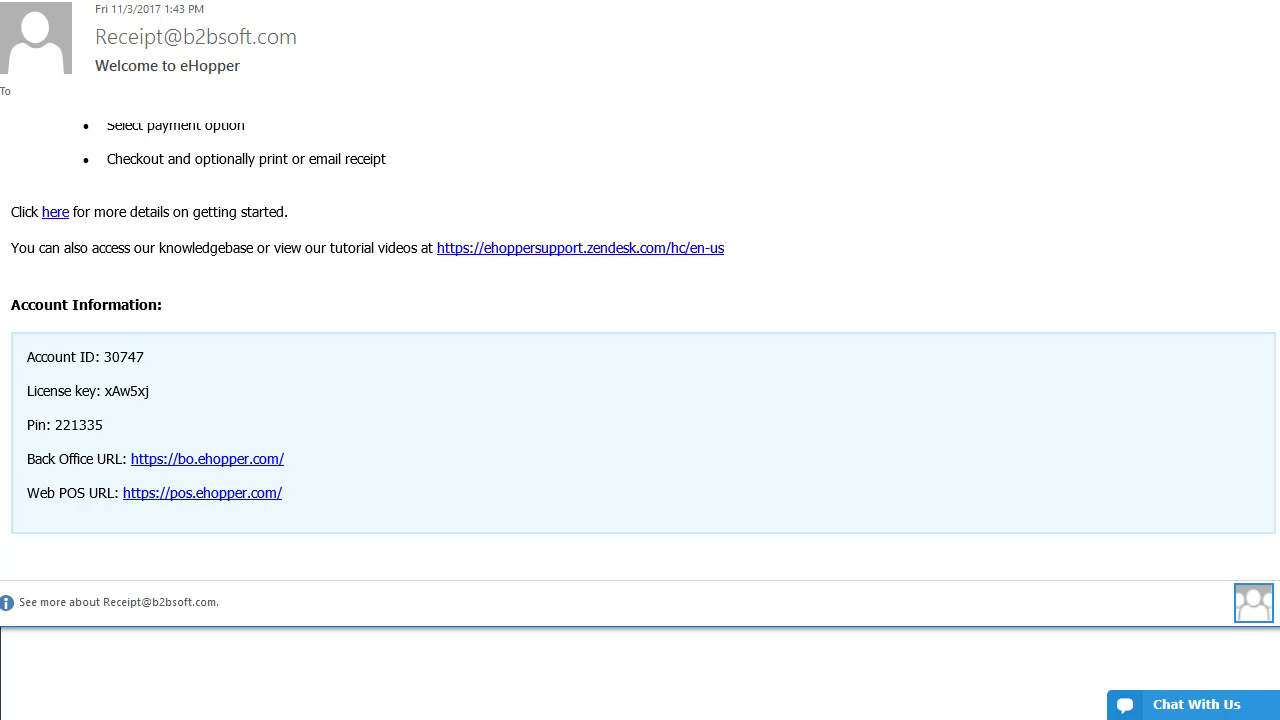 Fri 11/3/2017 1:43 PM
Receipt@b2bsoft.com
Welcome to eHopper
To
• Select payment option
• Checkout and optionally print or email receipt
Click here for more details on getting started.
You can also access our knowledgebase or view our tutorial videos at https://ehoppersupport.zendesk.com/hc/en-us
Account Information:
Account ID: 30747
License key: xAw5xj
Pin: 221335
Back Office URL: https://bo.ehopper.com/
Web POS URL: https://pos.ehopper.com/
See more about Receipt@b2bsoft.com.
Chat With Us